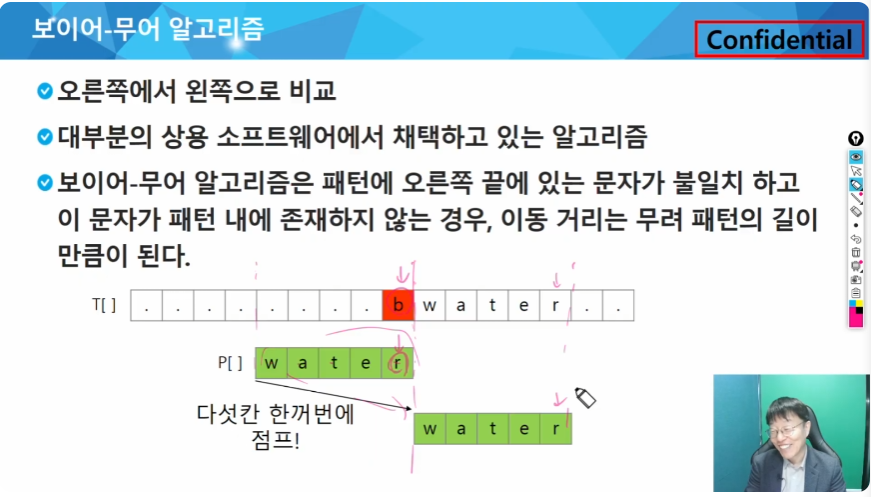 보이어-무어 알고리즘
Confidential
오른쪽에서 왼쪽으로 비교
대부분의 상용 소프트웨어에서 채택하고 있는 알고리즘
보이어-무어 알고리즘은 패턴에 오른쪽 끝에 있는 문자가 불일치 하고
이 문자가 패턴 내에 존재하지 않는 경우, 이동 거리는 무려 패턴의 길이
만큼이 된다.
T[ ] . . . . . . . . b w a t e r . .
P[ ] w a t e r
다섯칸 한꺼번에
점프!
w a t e r